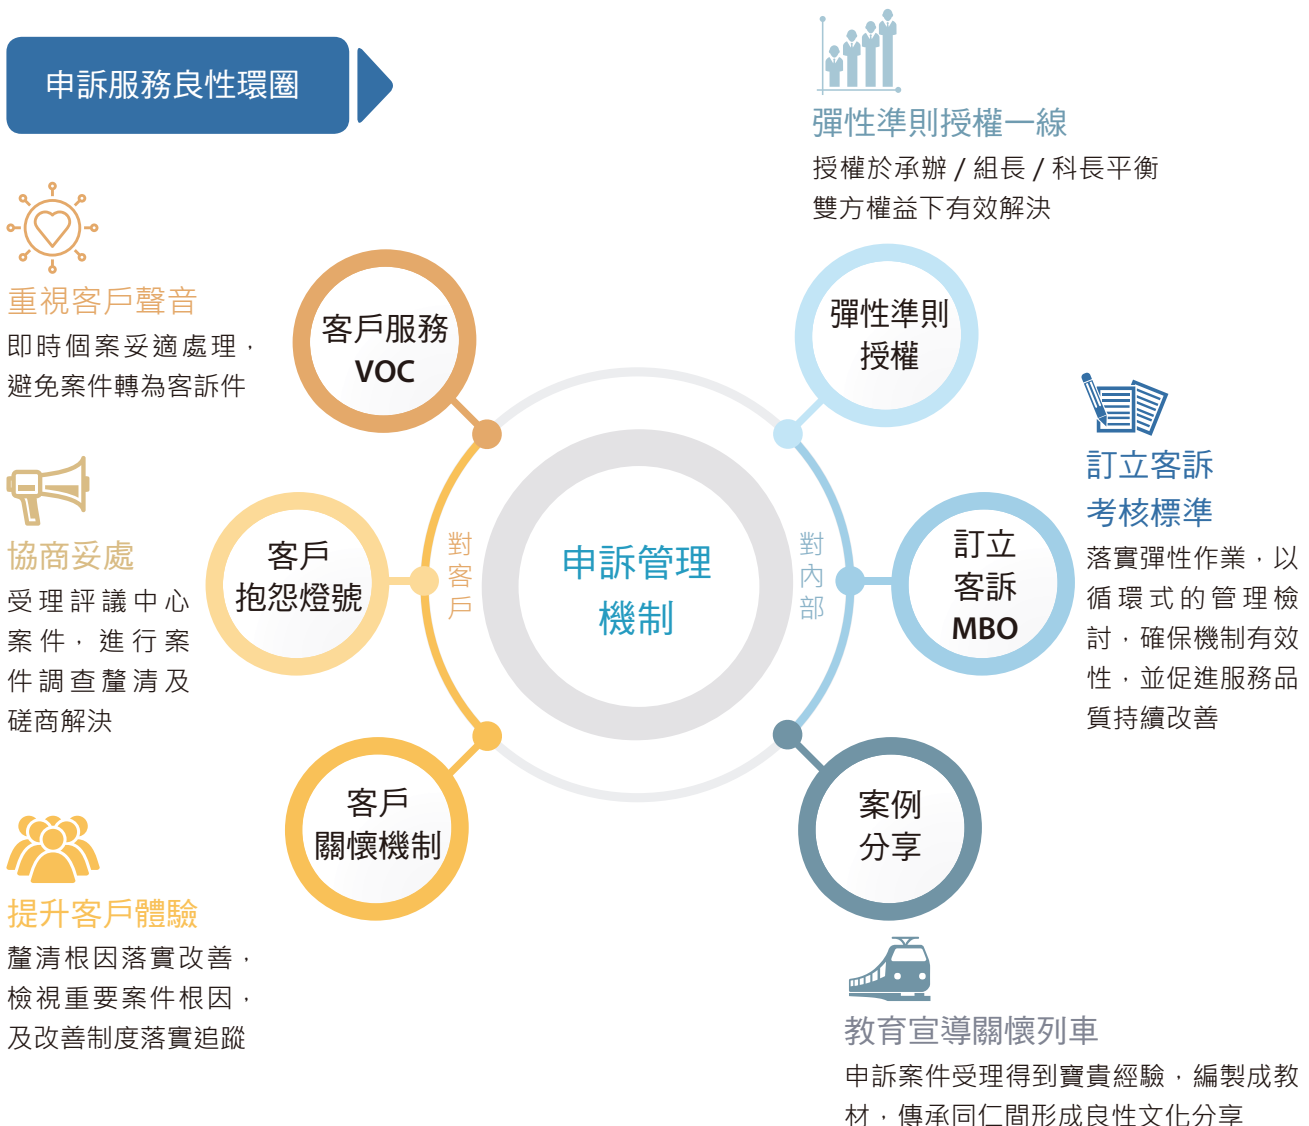 申訴服務良性環圈
重視客戶聲音
即時個案妥適處理，
避免案件轉為客訴件
協商妥處
受理評議中心
案件，進行案
件調查釐清及
磋商解決
提升客戶體驗
釐清根因落實改善，
檢視重要案件根因，
及改善制度落實追蹤
客戶服務
VOC
客戶
抱怨燈號
客戶
關懷機制
對客戶
申訴管理
機制
對內部
彈性準則
授權
訂立
客訴
MBO
案例
分享
彈性準則授權一線
授權於承辦 / 組長 / 科長平衡
雙方權益下有效解決
訂立客訴
考核標準
落實彈性作業，以
循環式的管理檢
討，確保機制有效
性，並促進服務品
質持續改善
教育宣導關懷列車
申訴案件受理得到寶貴經驗，編製成教
材，傳承同仁間形成良性文化分享